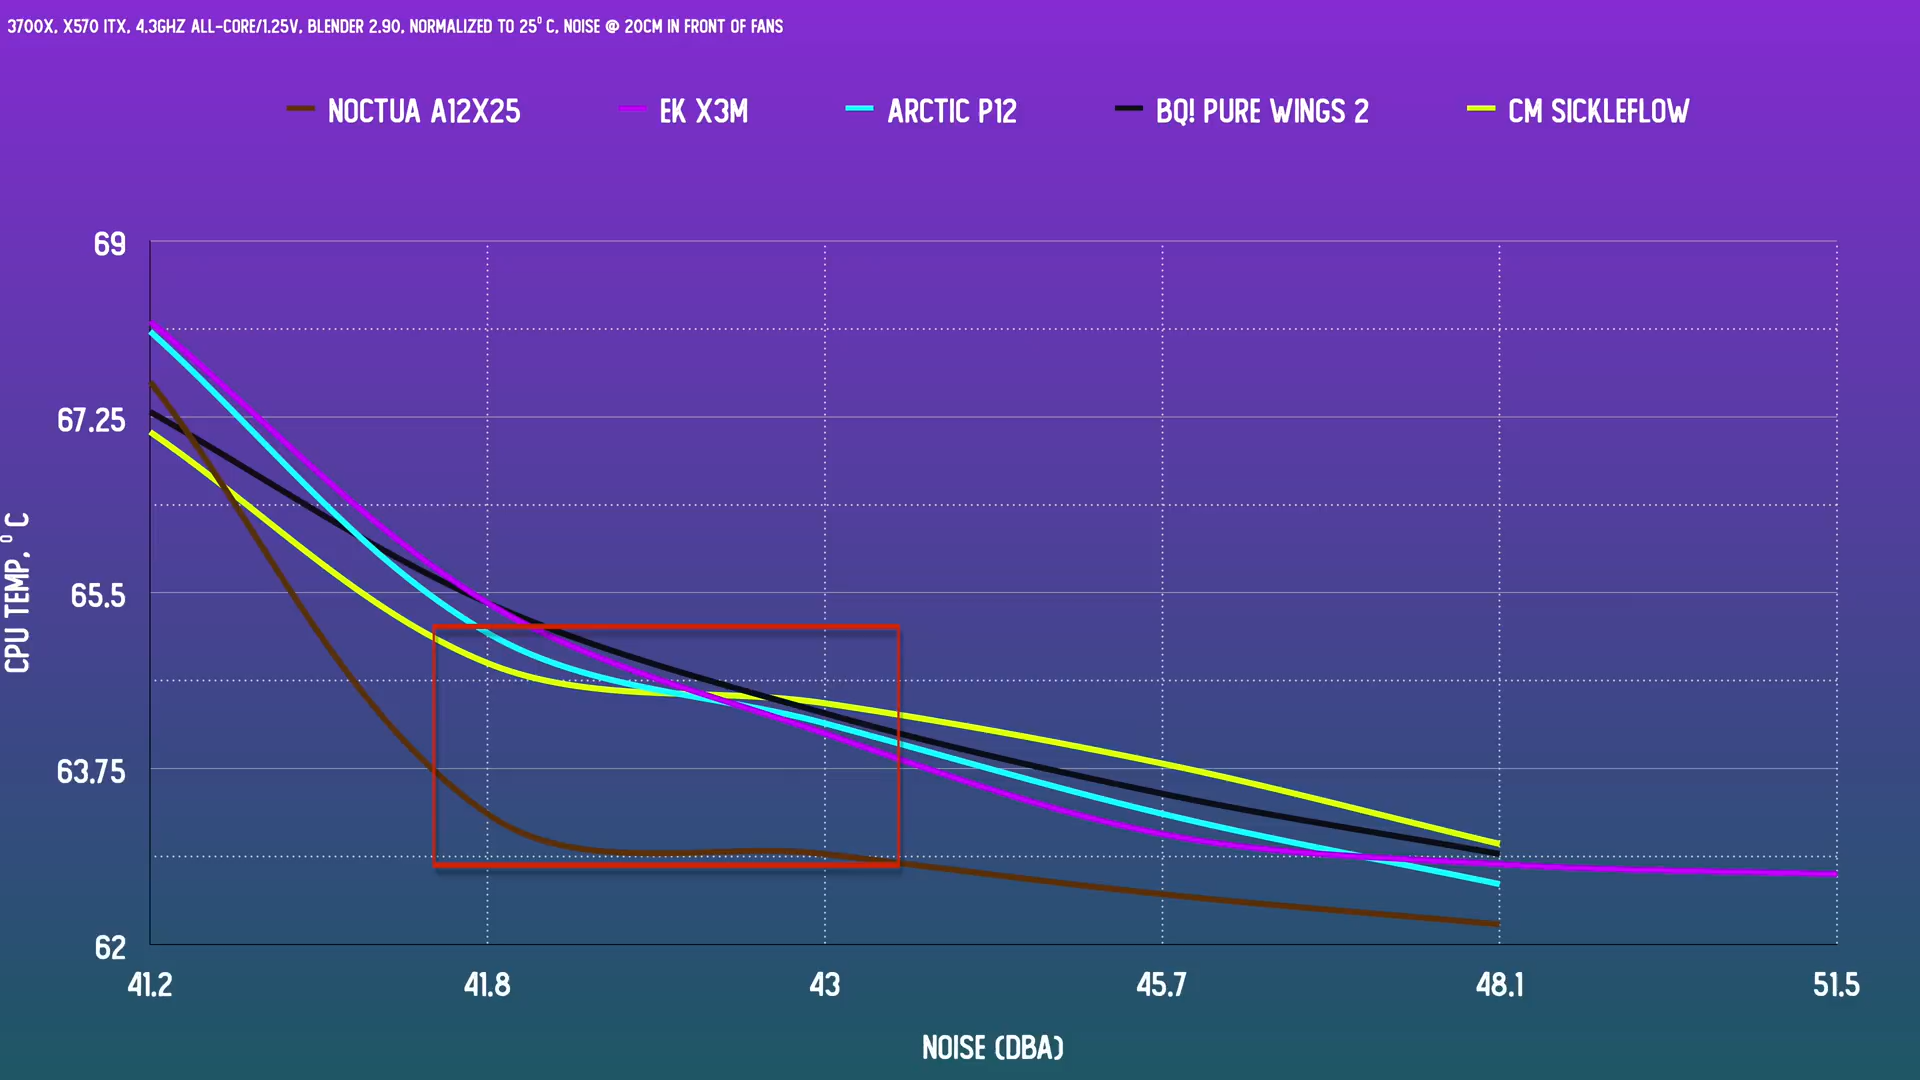 3700X, X570 ITX, 4.3GHZ ALL-CORE/1.25V, BLENDER 2.90, NORMALIZED TO 25⁰ C, NOISE @ 20CM IN FRONT OF FANS
NOCTUA A12X25 EK X3M ARCTIC P12 BQ! PURE WINGS 2 CM SICKLEFLOW
69
67.25
65.5
63.75
62
CPU TEMP, ⁰ C
41.2 41.8 43 45.7 48.1 51.5
NOISE (DBA)